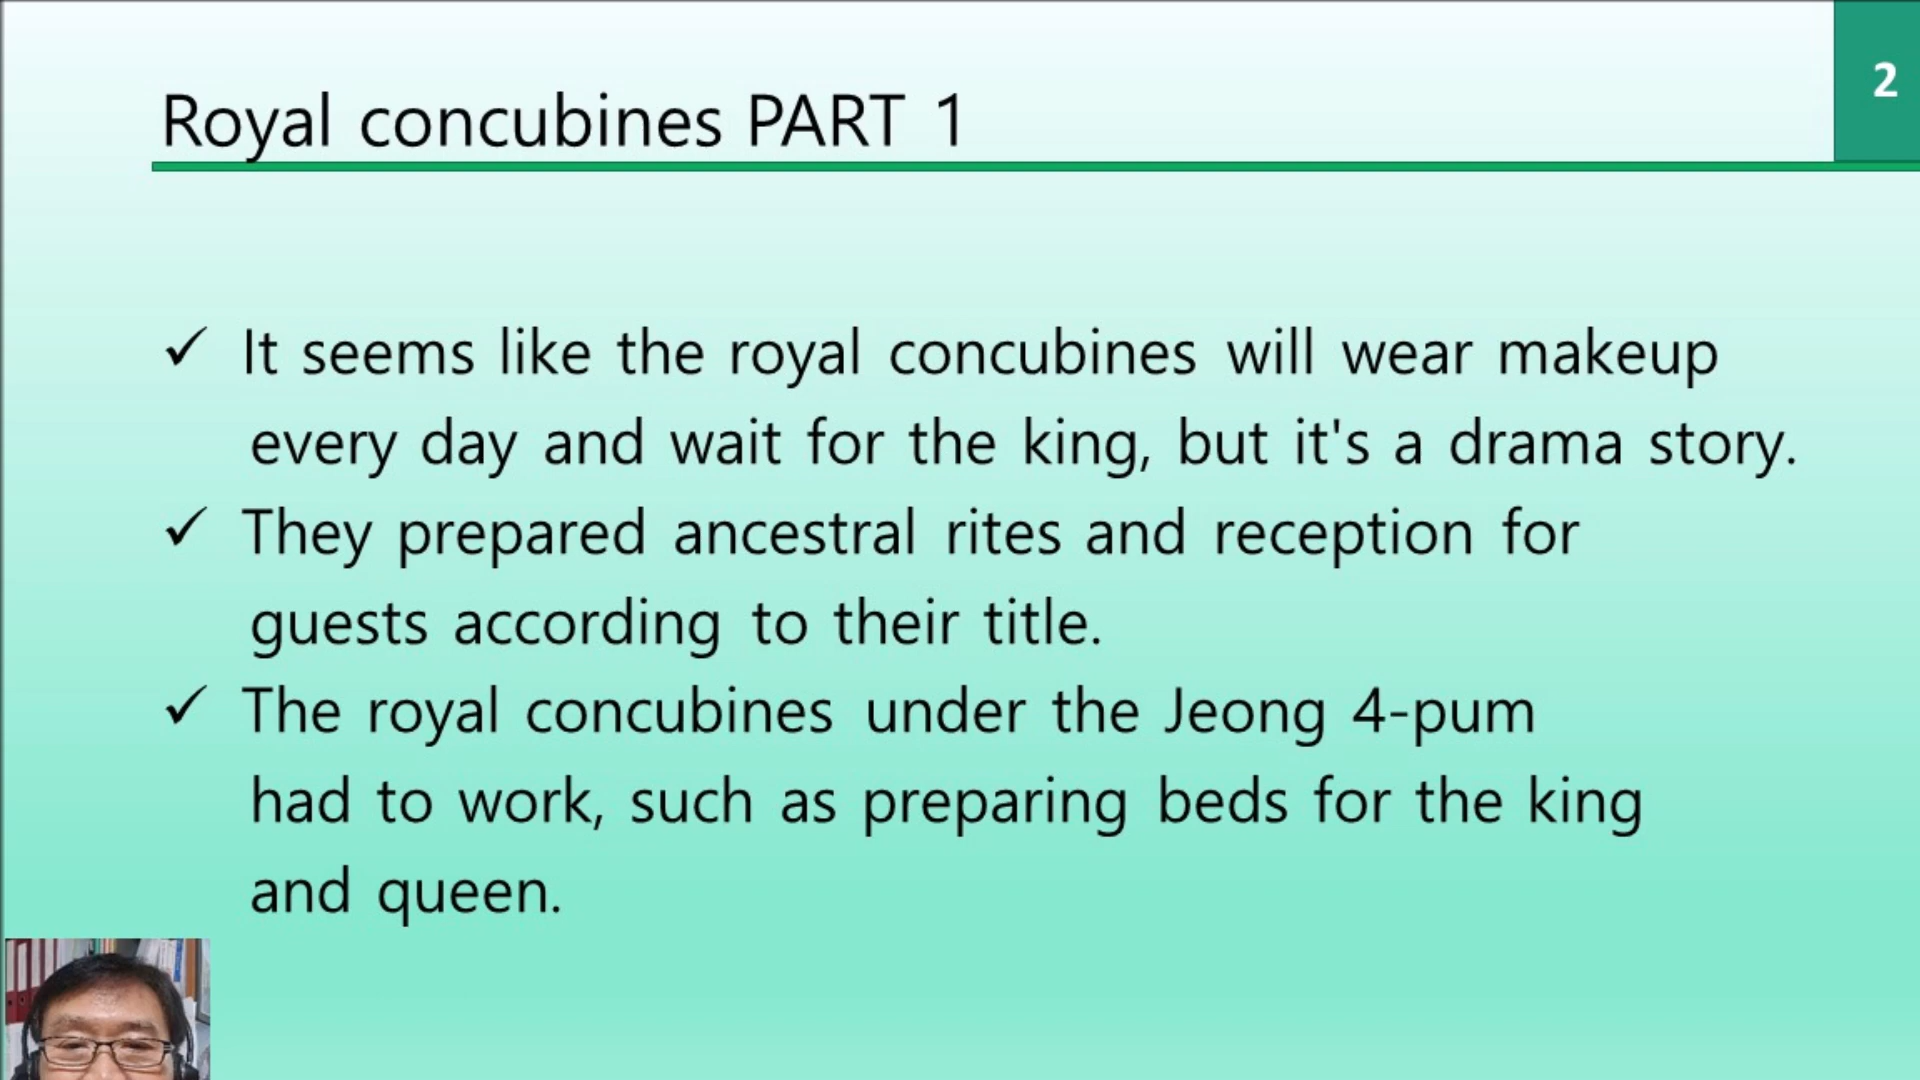 2
Royal concubines PART 1
✓ It seems like the royal concubines will wear makeup
every day and wait for the king, but it's a drama story.
✓ They prepared ancestral rites and reception for
guests according to their title.
✓ The royal concubines under the Jeong 4-pum
had to work, such as preparing beds for the king
and queen.